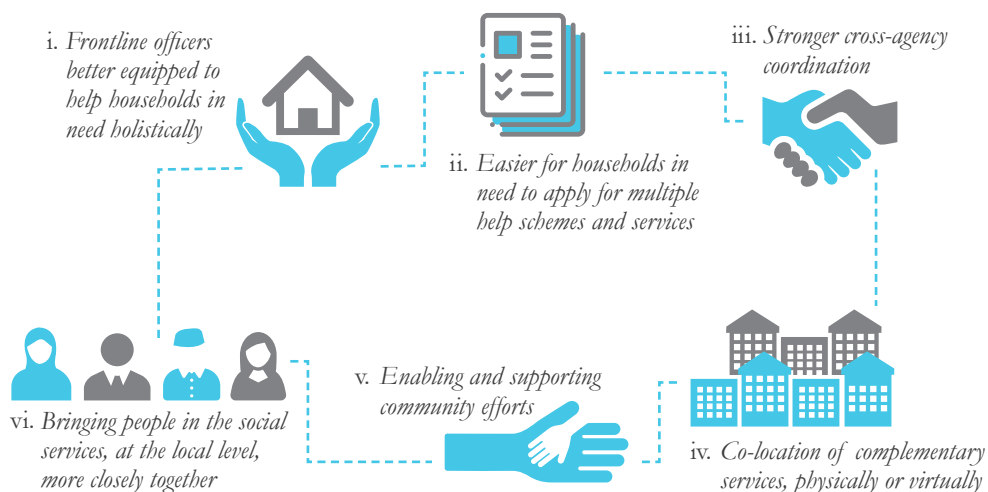 i. Frontline officers
better equipped to
help households in
need holistically
ii. Easier for households in
need to apply for multiple
help schemes and services
iii. Stronger cross-agency
coordination
iv. Co-location of complementary
services, physically or virtually
v. Enabling and supporting
community efforts
vi. Bringing people in the social
services, at the local level,
more closely together